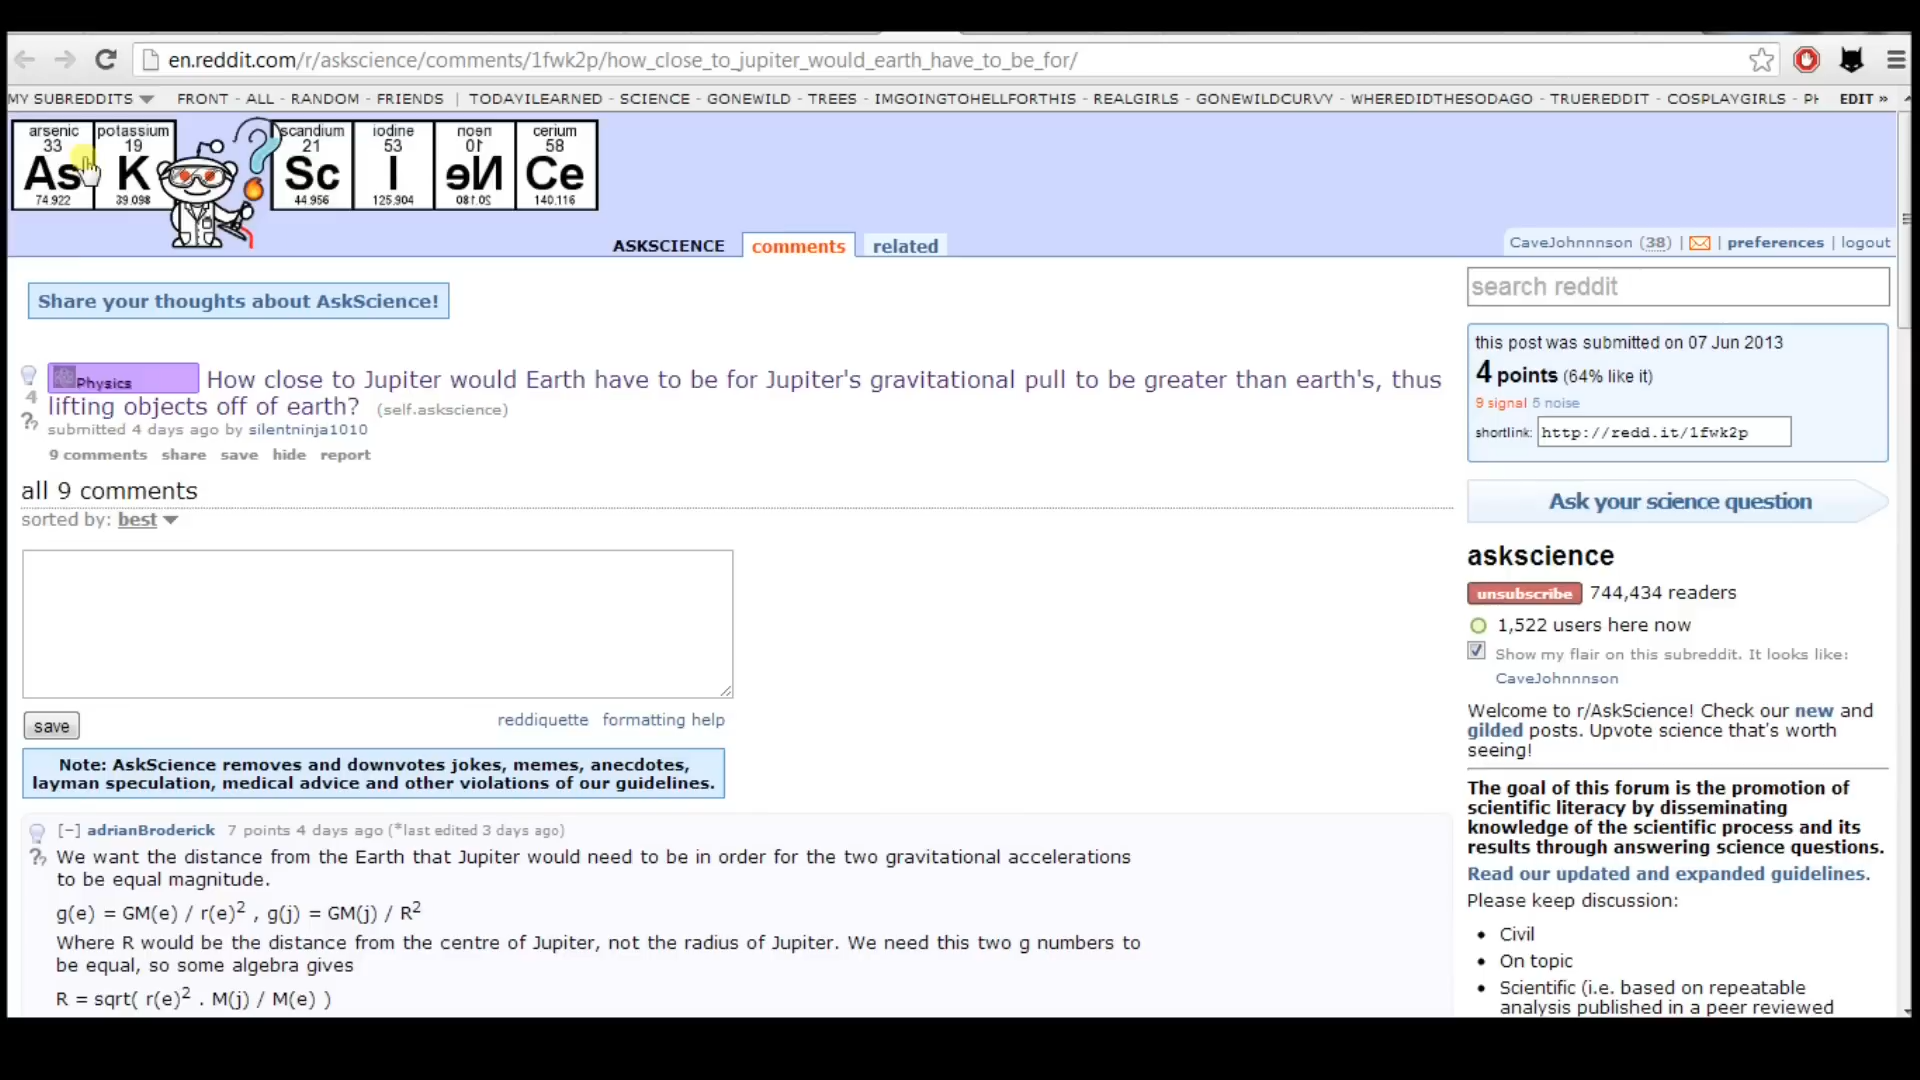 en.reddit.com/r/askscience/comments/1fwk2p/how_close_to_jupiter_would_earth_have_to_be_for/
MY SUBREDDITS FRONT - ALL - RANDOM - FRIENDS | TODAYILEARNED - SCIENCE - GONEWILD - TREES - IMGOINGTOHELLFORTHIS - REALGIRLS - GONEWILDCURVY - WHEREDIDTHESODAGO - TRUEREDDIT - COSPLAYGIRLS - PH EDIT »
arsenic potassium scandium iodine neon cerium
33 19 21 53 10 58
As K ? Sc I Ne Ce
74.922 39.098 44.956 125.904 20.180 140.116
ASKSCIENCE comments related
CaveJohnnnson (38) | | preferences | logout
Share your thoughts about AskScience!
search reddit
Physics How close to Jupiter would Earth have to be for Jupiter's gravitational pull to be greater than earth's, thus
4 lifting objects off of earth? (self.askscience)
submitted 4 days ago by silentninja1010
9 comments share save hide report
this post was submitted on 07 Jun 2013
4 points (64% like it)
9 signal 5 noise
shortlink: http://redd.it/1fwk2p
all 9 comments
sorted by: best
save
reddiquette formatting help
Note: AskScience removes and downvotes jokes, memes, anecdotes,
layman speculation, medical advice and other violations of our guidelines.
[–] adrianBroderick 7 points 4 days ago (*last edited 3 days ago)
We want the distance from the Earth that Jupiter would need to be in order for the two gravitational accelerations
to be equal magnitude.
g(e) = GM(e) / r(e)² , g(j) = GM(j) / R²
Where R would be the distance from the centre of Jupiter, not the radius of Jupiter. We need this two g numbers to
be equal, so some algebra gives
R = sqrt( r(e)² . M(j) / M(e) )
Ask your science question
askscience
unsubscribe 744,434 readers
1,522 users here now
Show my flair on this subreddit. It looks like:
CaveJohnnnson
Welcome to r/AskScience! Check our new and
gilded posts. Upvote science that's worth
seeing!
The goal of this forum is the promotion of
scientific literacy by disseminating
knowledge of the scientific process and its
results through answering science questions.
Read our updated and expanded guidelines.
Please keep discussion:
• Civil
• On topic
• Scientific (i.e. based on repeatable
analysis published in a peer reviewed